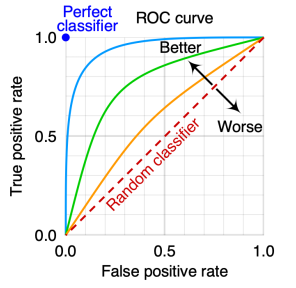 Perfect
classifier
ROC curve
1.0
Better
Worse
0.5
Random classifier
0.0
0.0
0.5
1.0
True positive rate
False positive rate